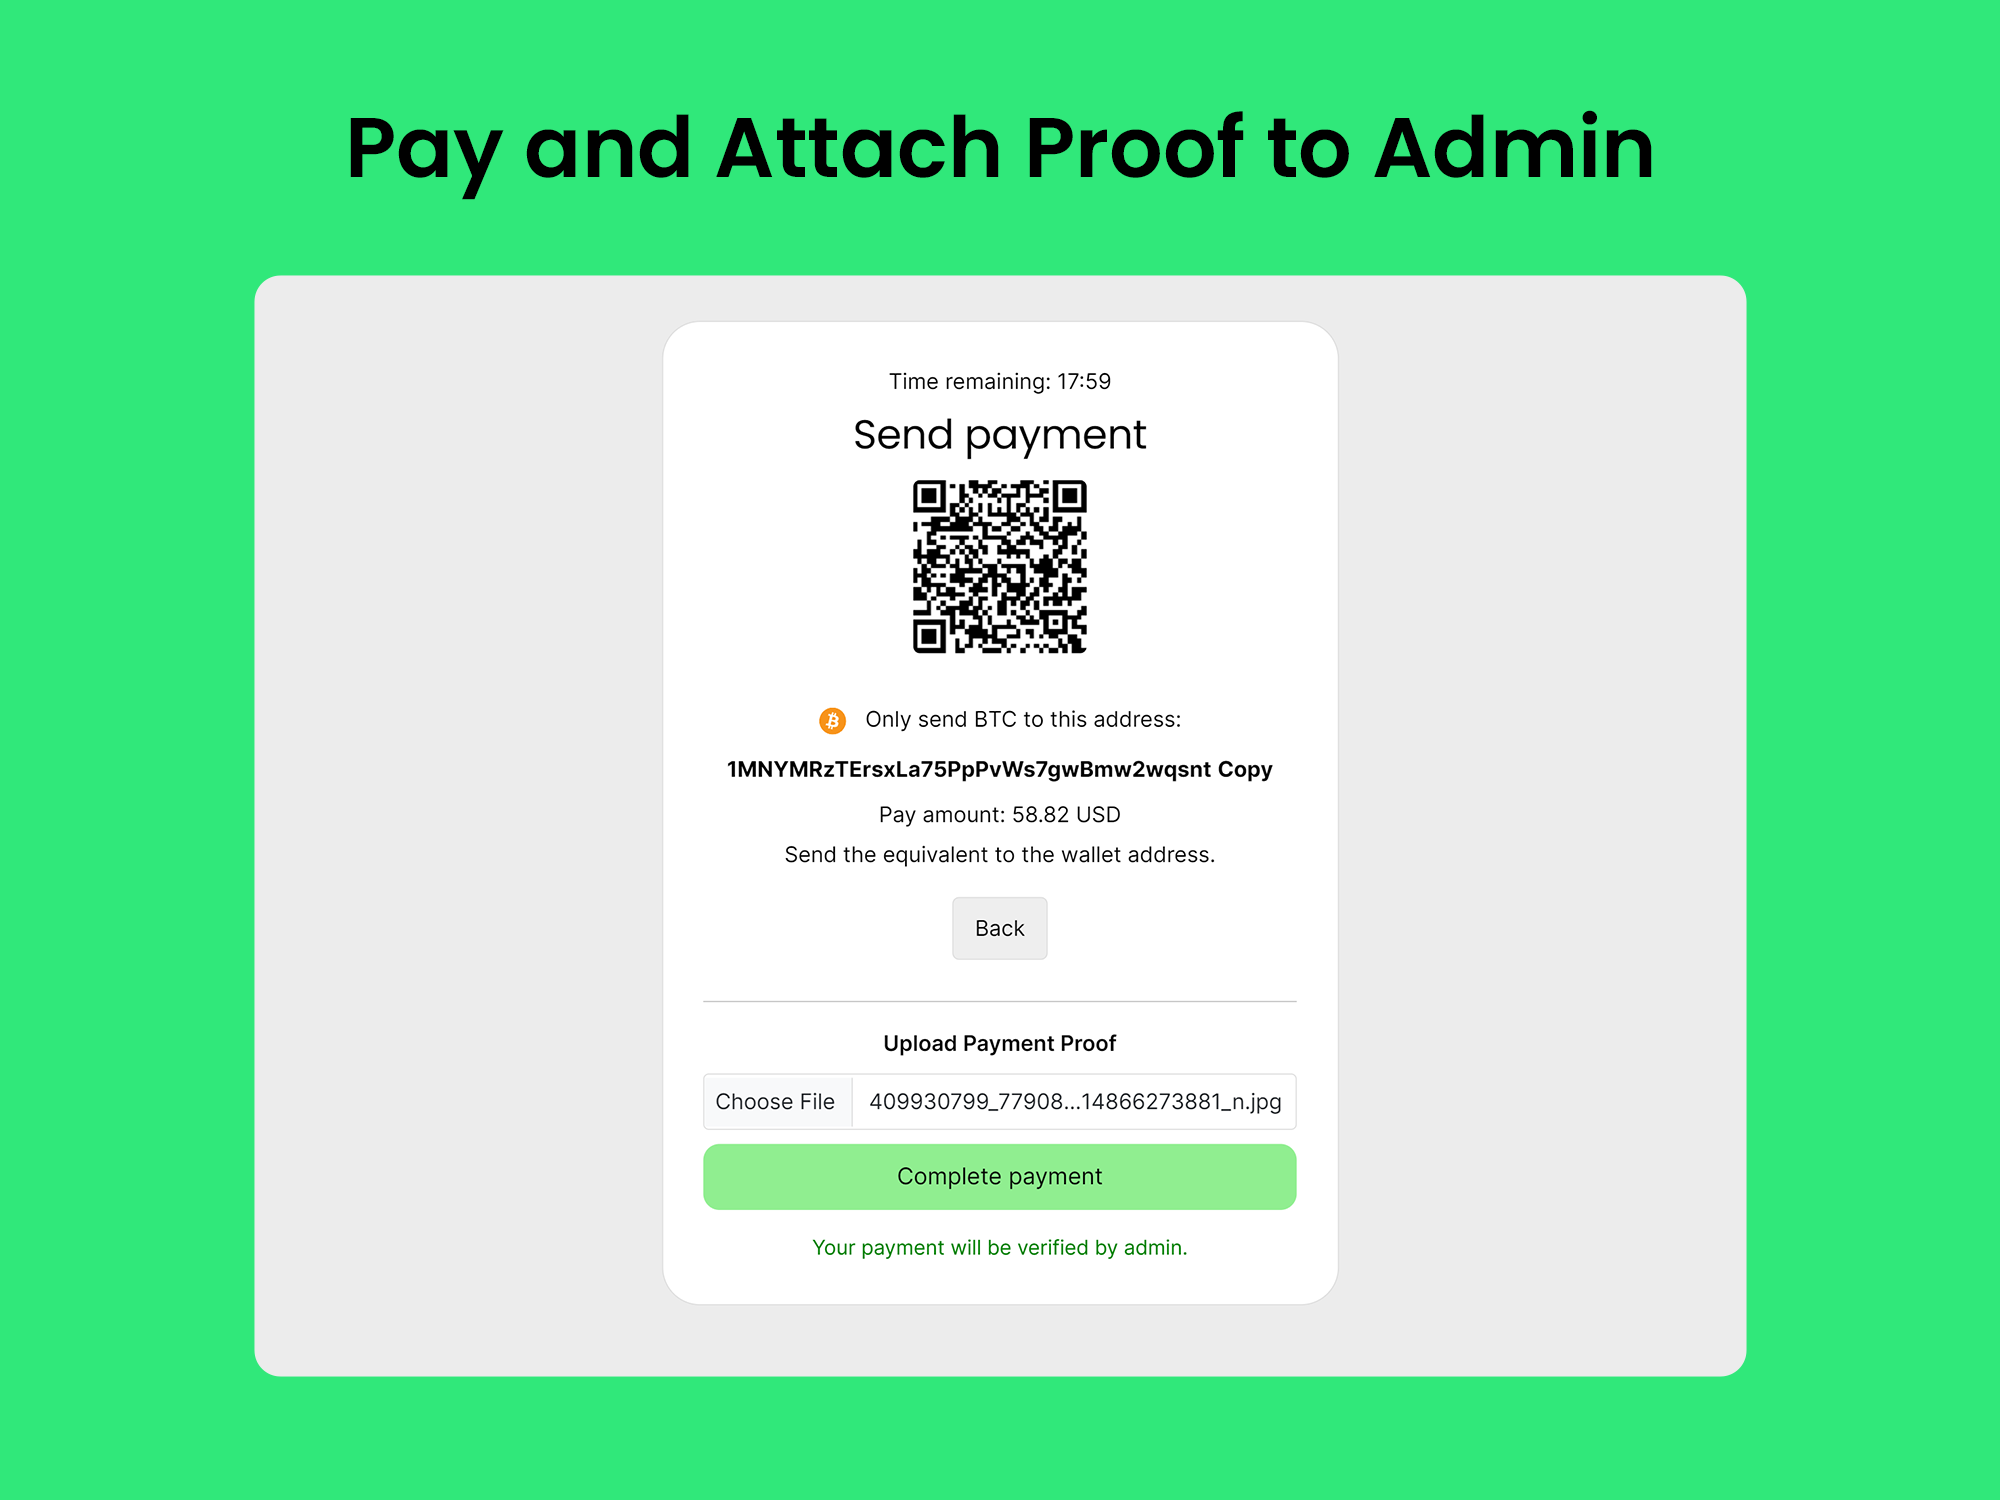 Pay and Attach Proof to Admin
Time remaining: 17:59
Send payment
Only send BTC to this address:
1MNYMRzTErsxLa75PpPvWs7gwBmw2wqsnt Copy
Pay amount: 58.82 USD
Send the equivalent to the wallet address.
Back
Upload Payment Proof
Choose File 409930799_77908...14866273881_n.jpg
Complete payment
Your payment will be verified by admin.